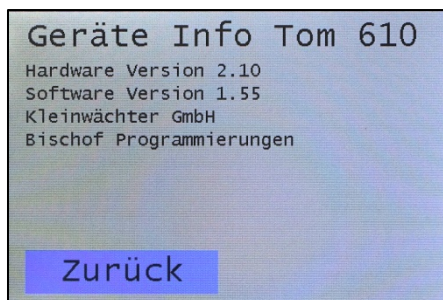 Geräte Info Tom 610
Hardware Version 2.10
Software Version 1.55
Kleinwächter GmbH
Bischof Programmierungen
Zurück